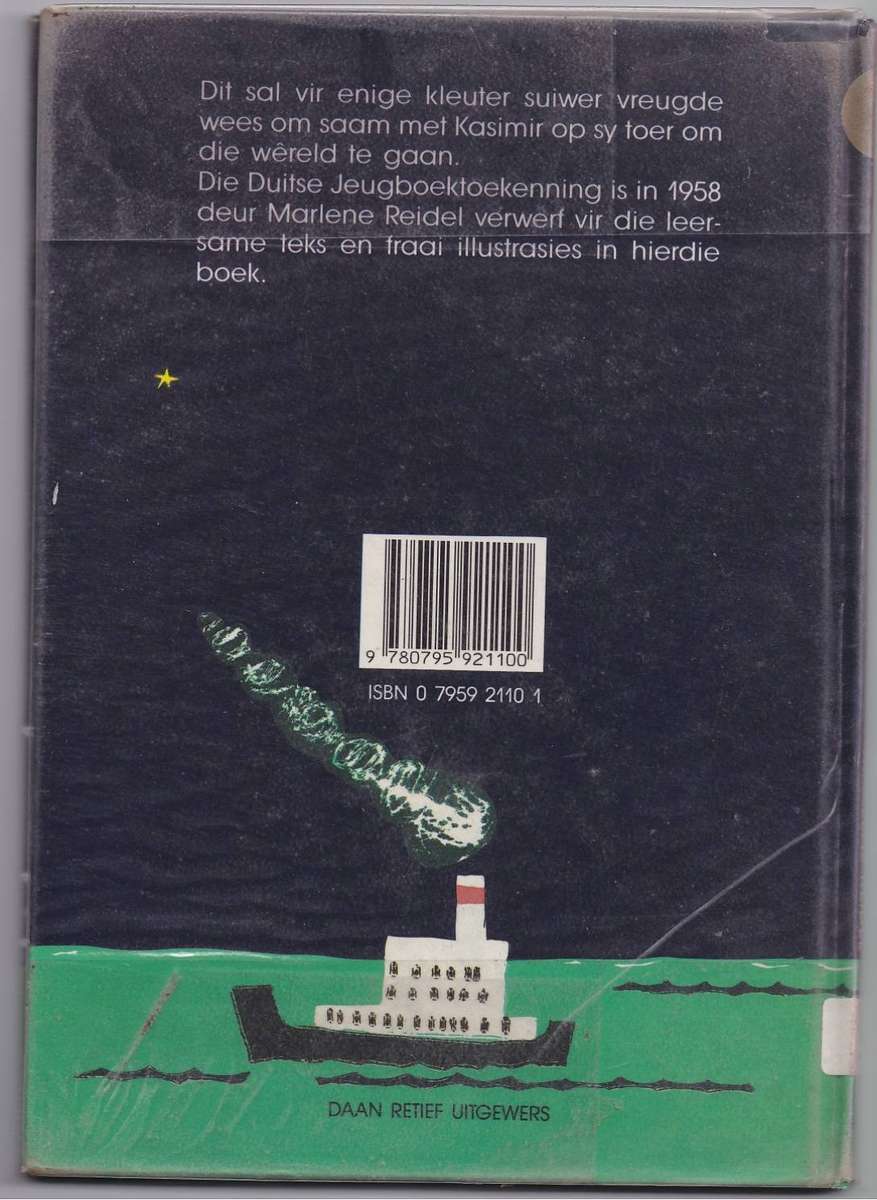 Dit sal vir enige kleuter suiwer vreugde
wees om saam met Kasimir op sy toer om
die wêreld te gaan.
Die Duitse Jeugboektoekenning is in 1958
deur Marlene Reidel verwerf vir die leer-
same teks en fraai illustrasies in hierdie
boek.
9 780795 921100
ISBN 0 7959 2110 1
DAAN RETIEF UITGEWERS